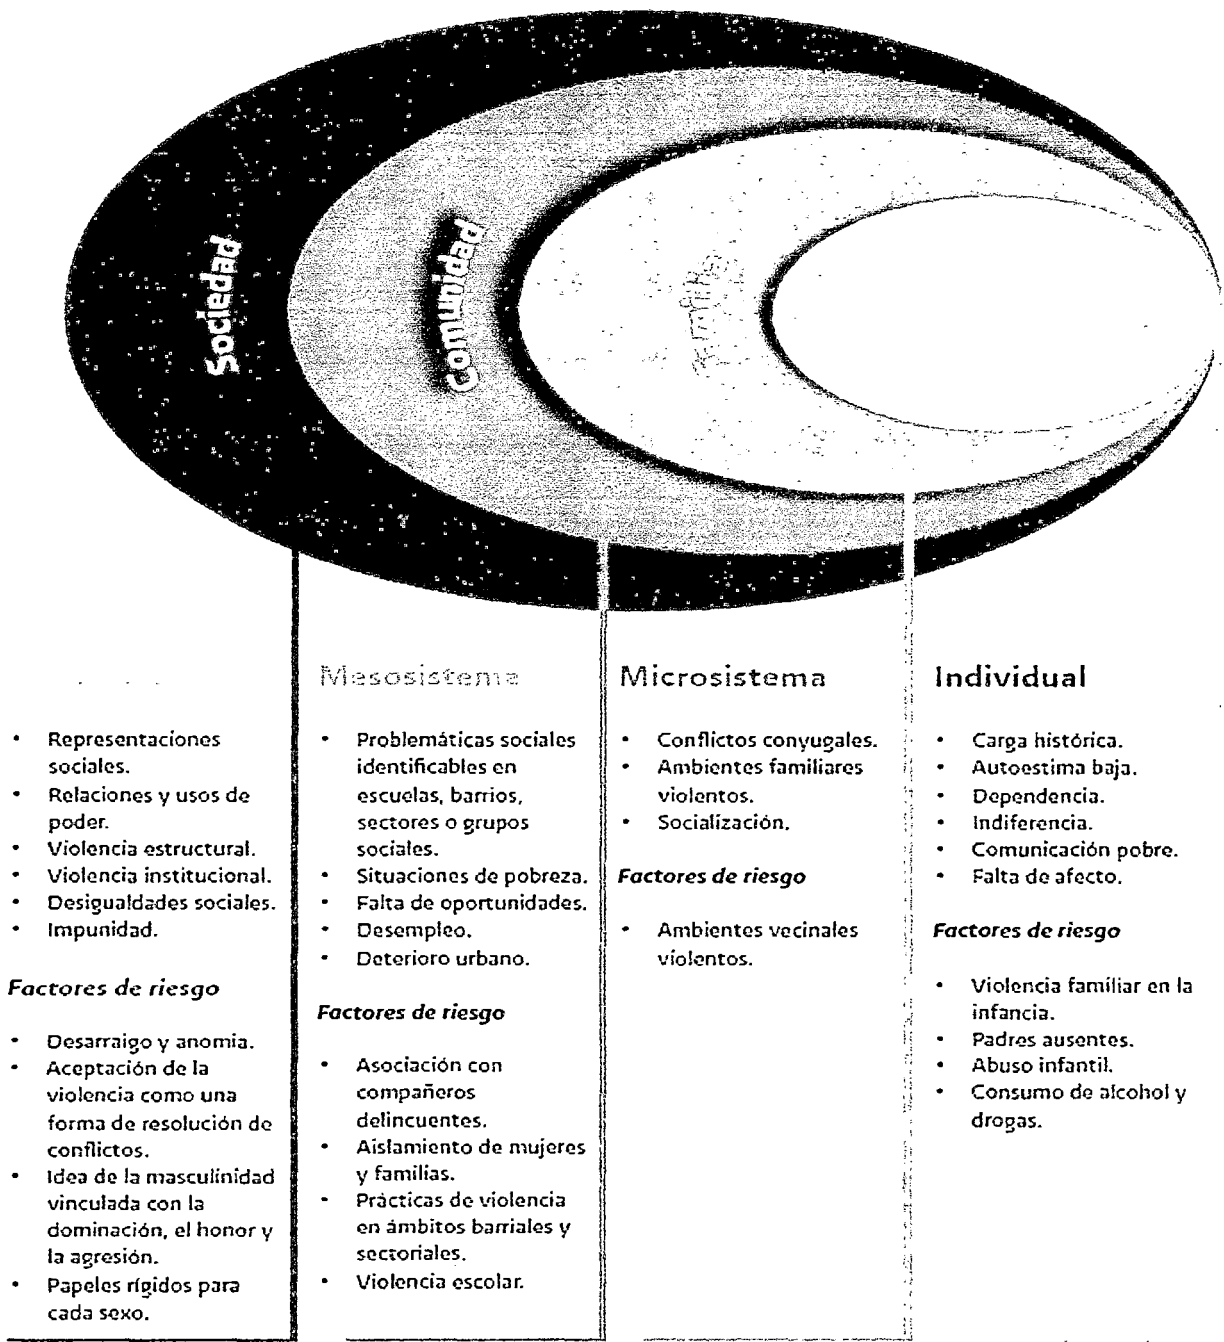 Sociedad
Comunidad
Familia
Mesosistema
Microsistema
Individual
• Representaciones
sociales.
• Relaciones y usos de
poder.
• Violencia estructural.
• Violencia institucional.
• Desigualdades sociales.
• Impunidad.
Factores de riesgo
• Desarraigo y anomia.
• Aceptación de la
violencia como una
forma de resolución de
conflictos.
• Idea de la masculinidad
vinculada con la
dominación, el honor y
la agresión.
• Papeles rígidos para
cada sexo.
• Problemáticas sociales
identificables en
escuelas, barrios,
sectores o grupos
sociales.
• Situaciones de pobreza.
• Falta de oportunidades.
• Desempleo.
• Deterioro urbano.
Factores de riesgo
• Asociación con
compañeros
delincuentes.
• Aislamiento de mujeres
y familias.
• Prácticas de violencia
en ámbitos barriales y
sectoriales.
• Violencia escolar.
• Conflictos conyugales.
• Ambientes familiares
violentos.
• Socialización.
Factores de riesgo
• Ambientes vecinales
violentos.
• Carga histórica.
• Autoestima baja.
• Dependencia.
• Indiferencia.
• Comunicación pobre.
• Falta de afecto.
Factores de riesgo
• Violencia familiar en la
infancia.
• Padres ausentes.
• Abuso infantil.
• Consumo de alcohol y
drogas.